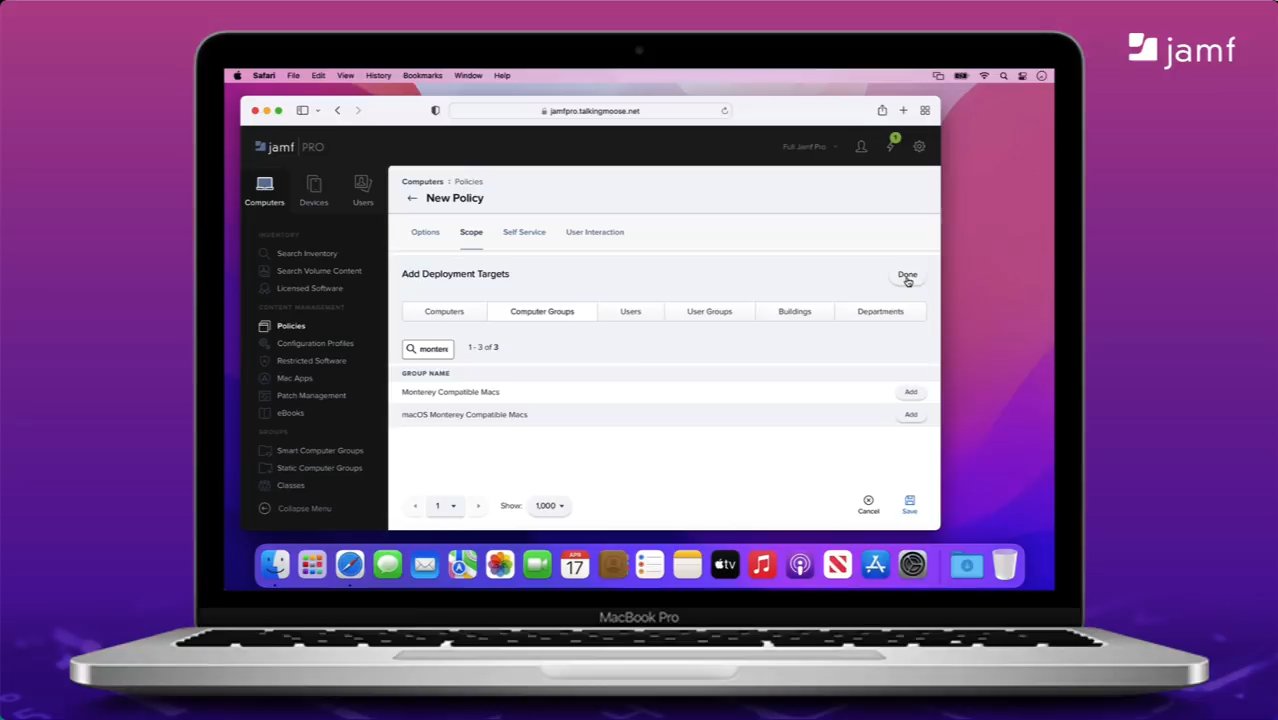 jamf
Safari File Edit View History Bookmarks Window Help
jamfpro.talkingmoose.net
jamf PRO
Full Jamf Pro
1
Computers Devices Users
INVENTORY
Search Inventory
Search Volume Content
Licensed Software
CONTENT MANAGEMENT
Policies
Configuration Profiles
Restricted Software
Mac Apps
Patch Management
eBooks
GROUPS
Smart Computer Groups
Static Computer Groups
Classes
Collapse Menu
Computers : Policies
← New Policy
Options Scope Self Service User Interaction
Add Deployment Targets
Done
Computers Computer Groups Users User Groups Buildings Departments
monters
1 - 3 of 3
GROUP NAME
Monterey Compatible Macs Add
macOS Monterey Compatible Macs Add
1 Show: 1,000
Cancel Save
APR
17
tv
MacBook Pro